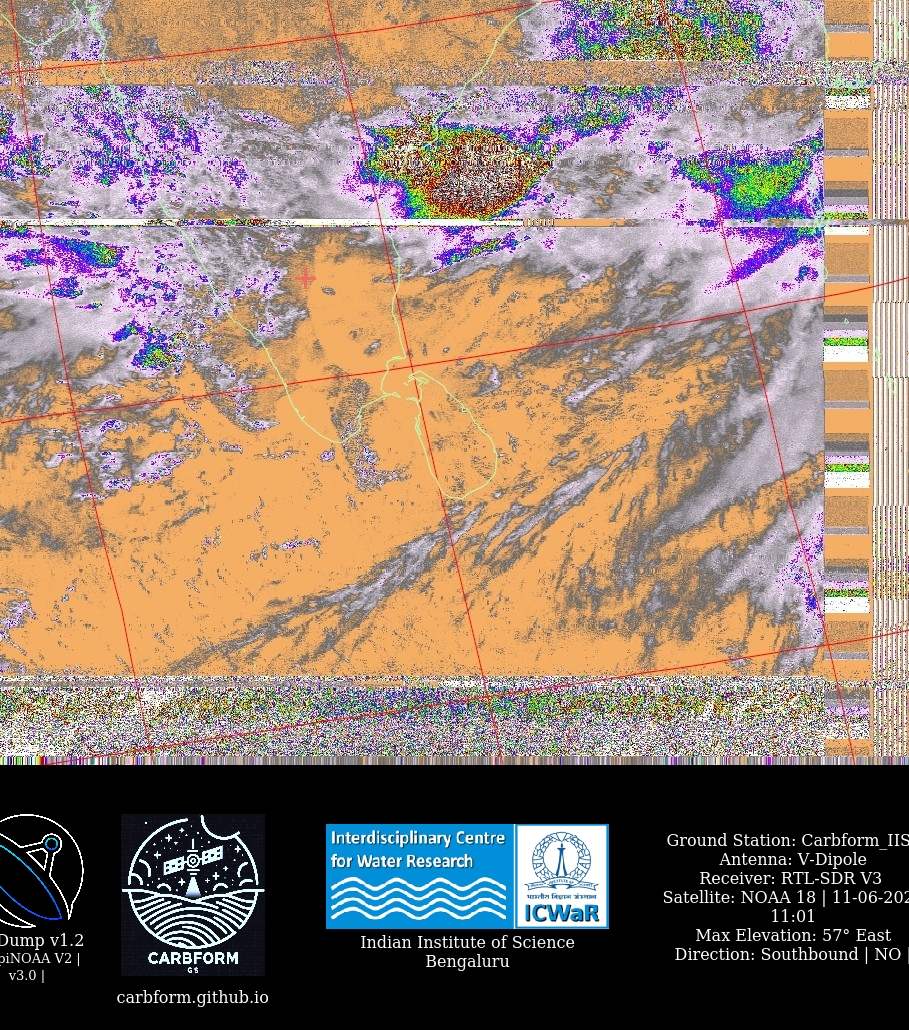 Dump v1.2
piNOAA V2 |
v3.0 |
CARBFORM
GS
carbform.github.io
Interdisciplinary Centre
for Water Research
भारतीय विज्ञान संस्थान
ICWaR
Indian Institute of Science
Bengaluru
Ground Station: Carbform_IIS
Antenna: V-Dipole
Receiver: RTL-SDR V3
Satellite: NOAA 18 | 11-06-202
11:01
Max Elevation: 57° East
Direction: Southbound | NO |